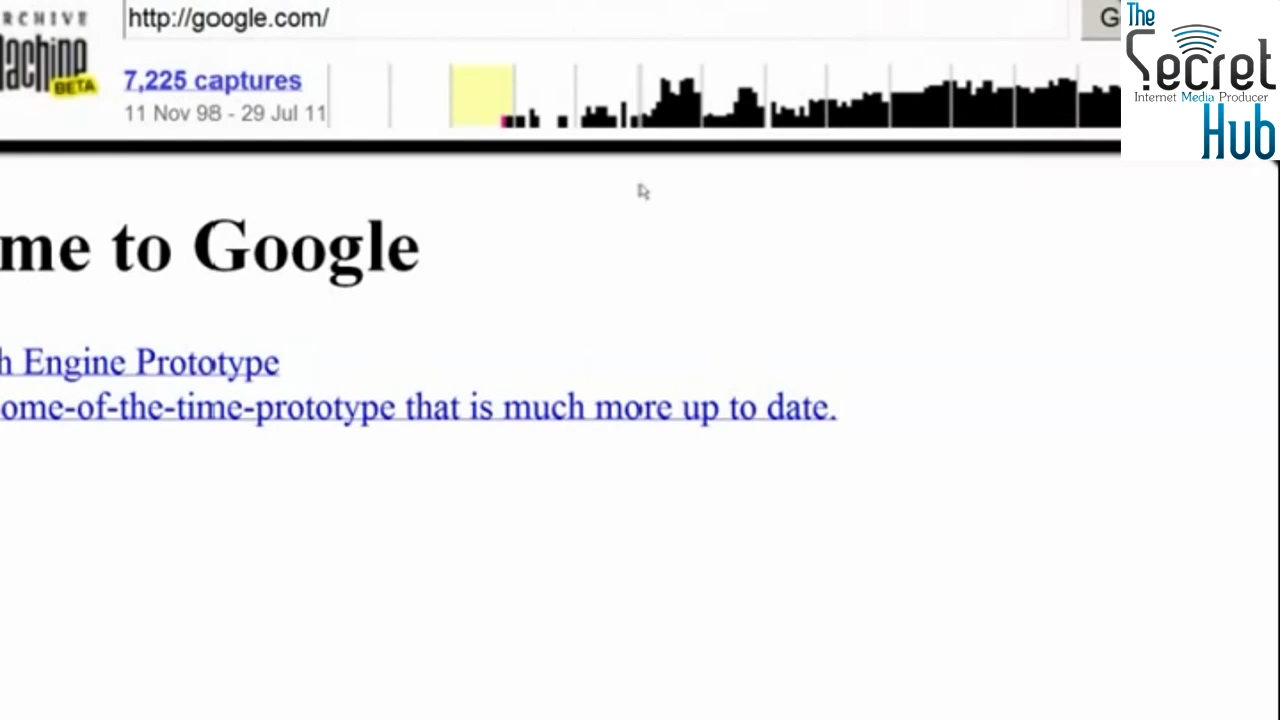 RCHIVE
http://google.com/
G
The
Secret
achine
BETA
7,225 captures
Internet Media Producer
11 Nov 98 - 29 Jul 11
Hub
me to Google
h Engine Prototype
ome-of-the-time-prototype that is much more up to date.